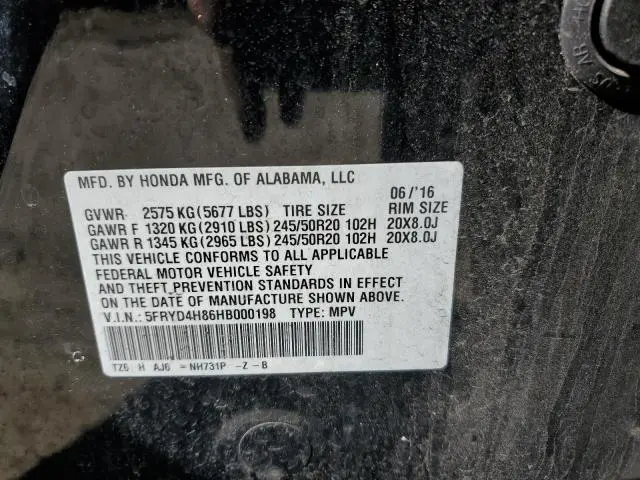 MFD. BY HONDA MFG. OF ALABAMA, LLC 06/'16
GVWR 2575 KG (5677 LBS) TIRE SIZE RIM SIZE
GAWR F 1320 KG (2910 LBS) 245/50R20 102H 20X8.0J
GAWR R 1345 KG (2965 LBS) 245/50R20 102H 20X8.0J
THIS VEHICLE CONFORMS TO ALL APPLICABLE
FEDERAL MOTOR VEHICLE SAFETY
AND THEFT PREVENTION STANDARDS IN EFFECT
ON THE DATE OF MANUFACTURE SHOWN ABOVE.
V.I.N.: 5FRYD4H86HB000198 TYPE: MPV
TZ6 H AJ6 = NH731P -Z -B